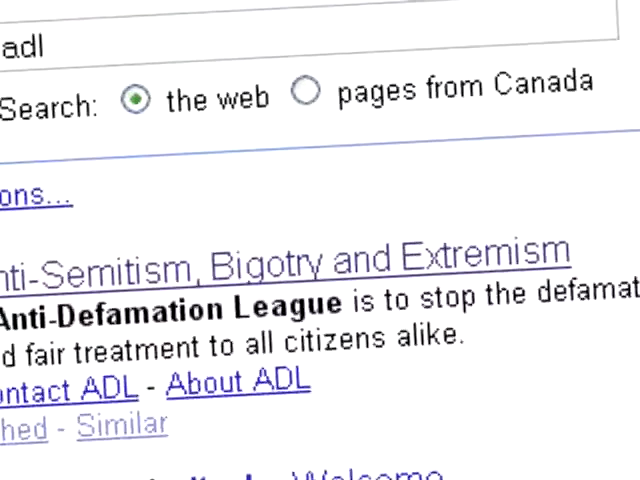 adl
Search: the web pages from Canada
ons...
nti-Semitism, Bigotry and Extremism
Anti-Defamation League is to stop the defamat
d fair treatment to all citizens alike.
ontact ADL - About ADL
hed - Similar
Welcome